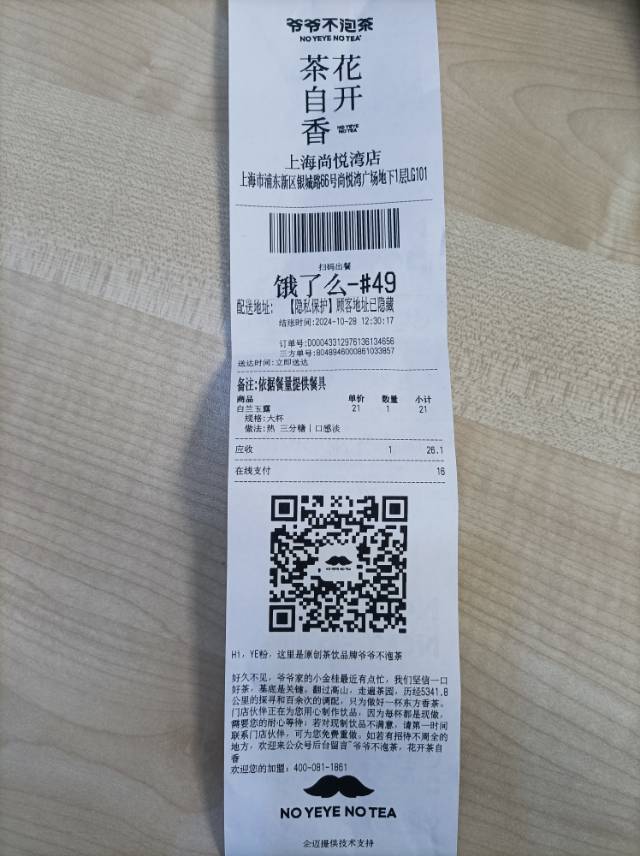 爷爷不泡茶
NO YEYE NO TEA
花开
茶自香
NO YEYE
NO TEA
上海尚悦湾店
上海市浦东新区银城路66号尚悦湾广场地下1层LG101
扫码出餐
饿了么-#49
配送地址: 【隐私保护】顾客地址已隐藏
结账时间:2024-10-28 12:30:17
订单号:D00043312976136134656
三方单号:8048946000861033857
送达时间:立即送达
备注:依据餐量提供餐具
商品 单价 数量 小计
白兰玉露 21 1 21
规格:大杯
做法:热 三分糖 | 口感淡
应收 1 26.1
在线支付 16
NO YEYE NO TEA
Hi, YE粉, 这里是原创茶饮品牌爷爷不泡茶
好久不见, 爷爷家的小金桂最近有点忙, 我们坚信一口
好茶, 基底是关键, 翻过高山, 走遍茶园, 历经5341.8
公里的探寻和百余次的调配, 只为做好一杯东方香茶。
门店伙伴正在为您用心制作饮品, 因为每杯都是现做,
需要您的耐心等待; 若对现制饮品不满意, 请第一时间
联系门店伙伴, 可为您免费重做。如若有招待不周全的
地方, 欢迎来公众号后台留言~爷爷不泡茶, 花开茶自
香
欢迎您的加盟: 400-081-1861
NO YEYE NO TEA
企迈提供技术支持